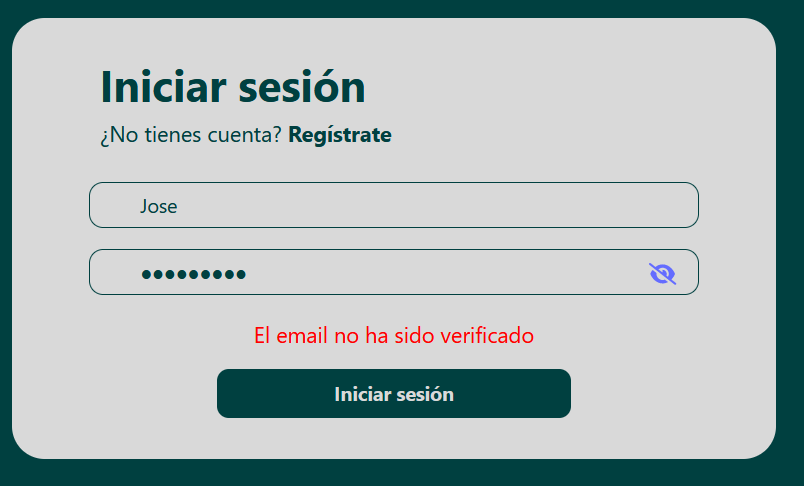 Iniciar sesión
¿No tienes cuenta? Regístrate
Jose
●●●●●●●●●
El email no ha sido verificado
Iniciar sesión